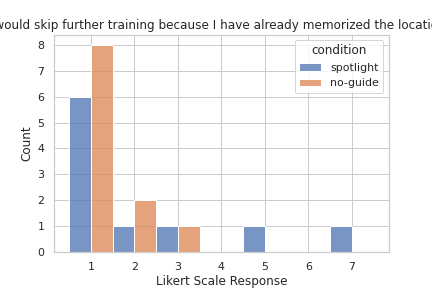 would skip further training because I have already memorized the locati
condition
spotlight
no-guide
8
7
6
5
4
3
2
1
0
Count
1 2 3 4 5 6 7
Likert Scale Response